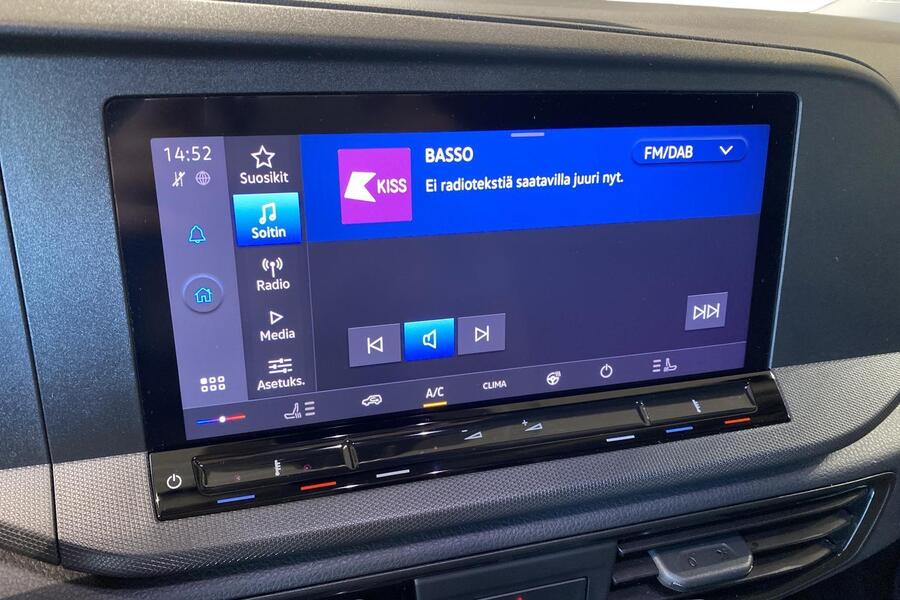 14:52
Suosikit
Soitin
Radio
Media
Asetuks.
KISS
BASSO
Ei radiotekstiä saatavilla juuri nyt.
FM/DAB
A/C
CLIMA